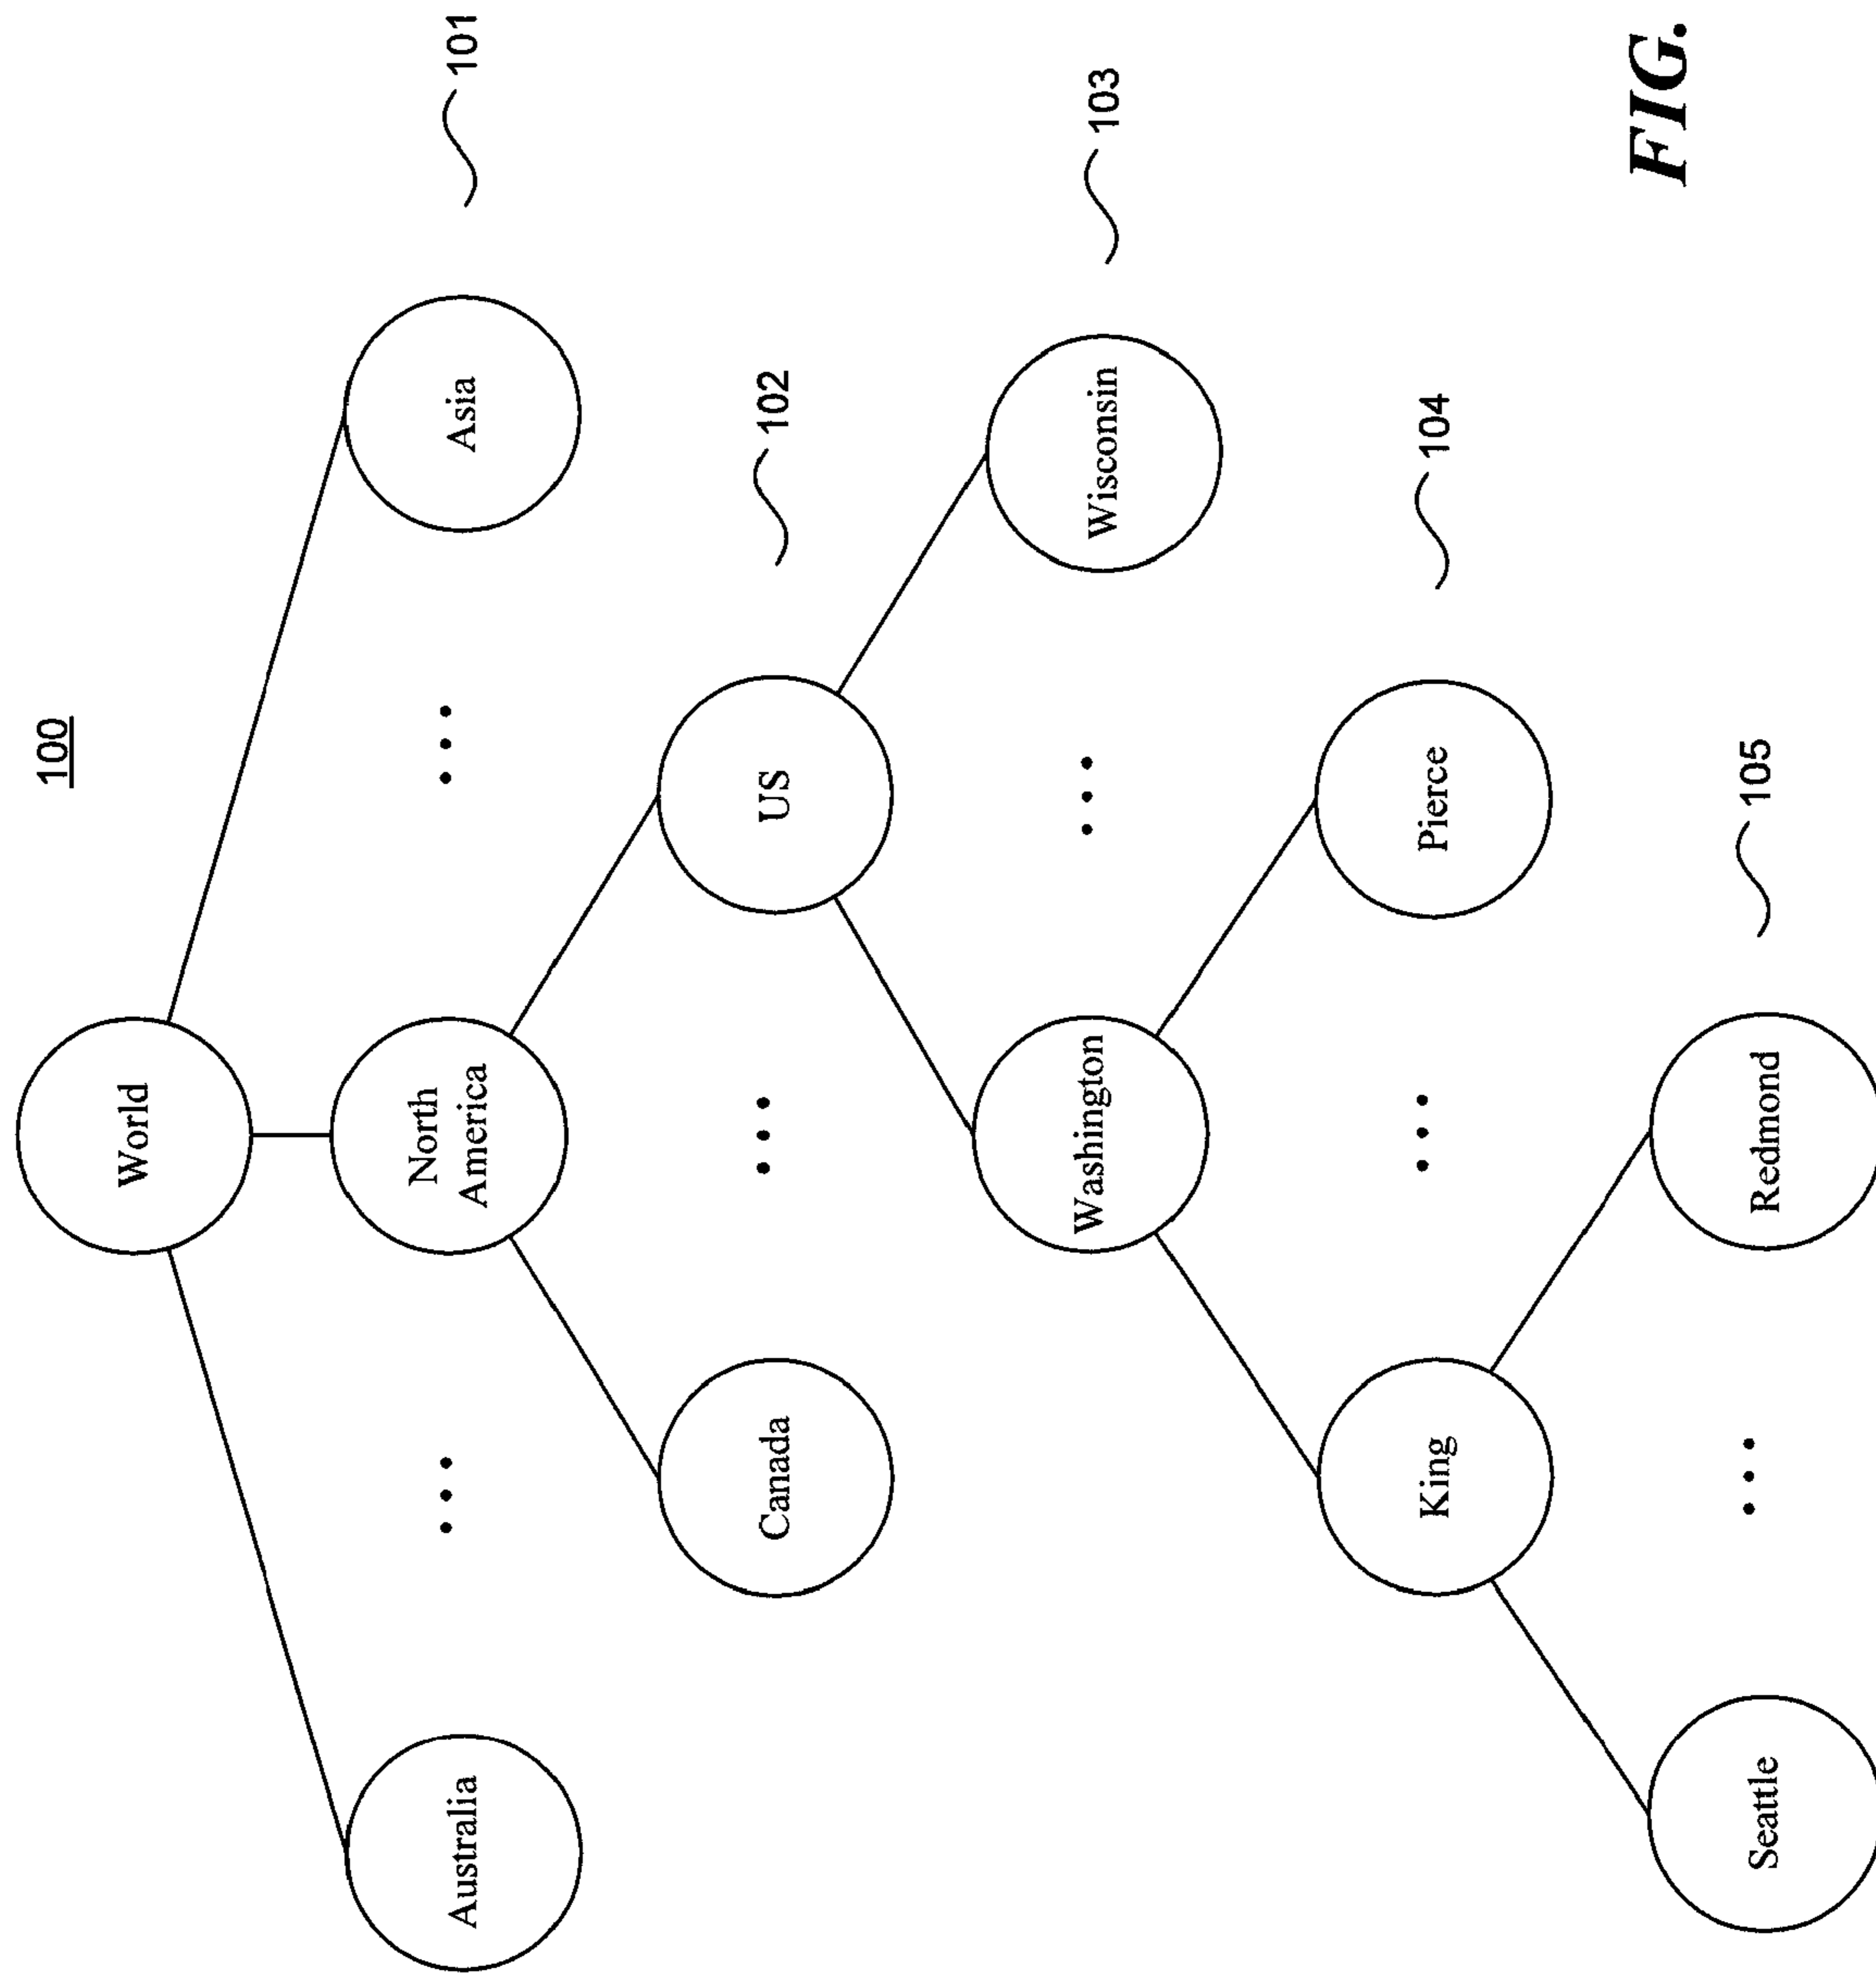 100
World
Australia
...
North
America
...
Asia
101
Canada
...
US
102
Washington
...
Wisconsin
103
King
...
Pierce
104
Seattle
...
Redmond
105
FIG.